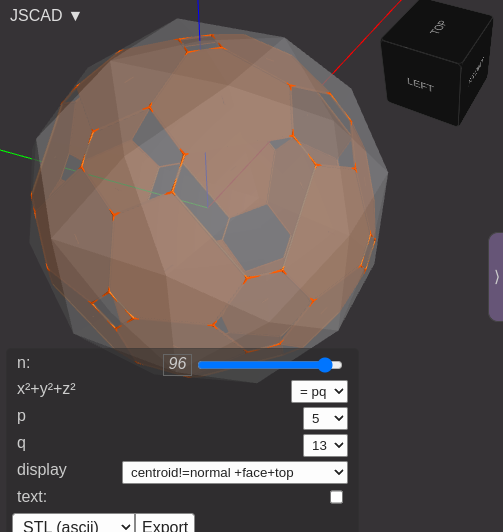 JSCAD ▼
TOP
LEFT
n: 96
x²+y²+z² = pq
p 5
q 13
display centroid!=normal +face+top
text:
STL (ascii) Export